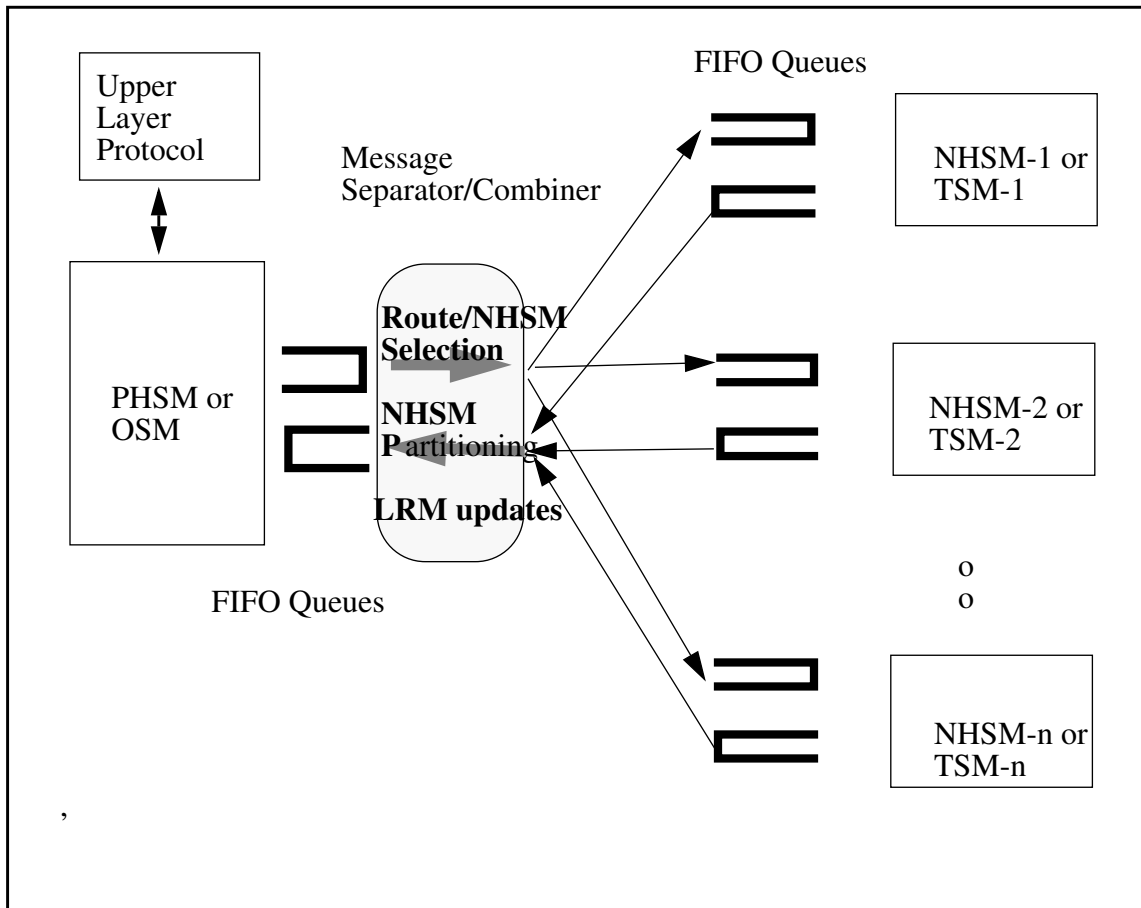 Upper
Layer
Protocol
FIFO Queues
Message
Separator/Combiner
NHSM-1 or
TSM-1
Route/NHSM
Selection
PHSM or
OSM
NHSM
Partitioning
LRM updates
NHSM-2 or
TSM-2
FIFO Queues
o
o
NHSM-n or
TSM-n
,